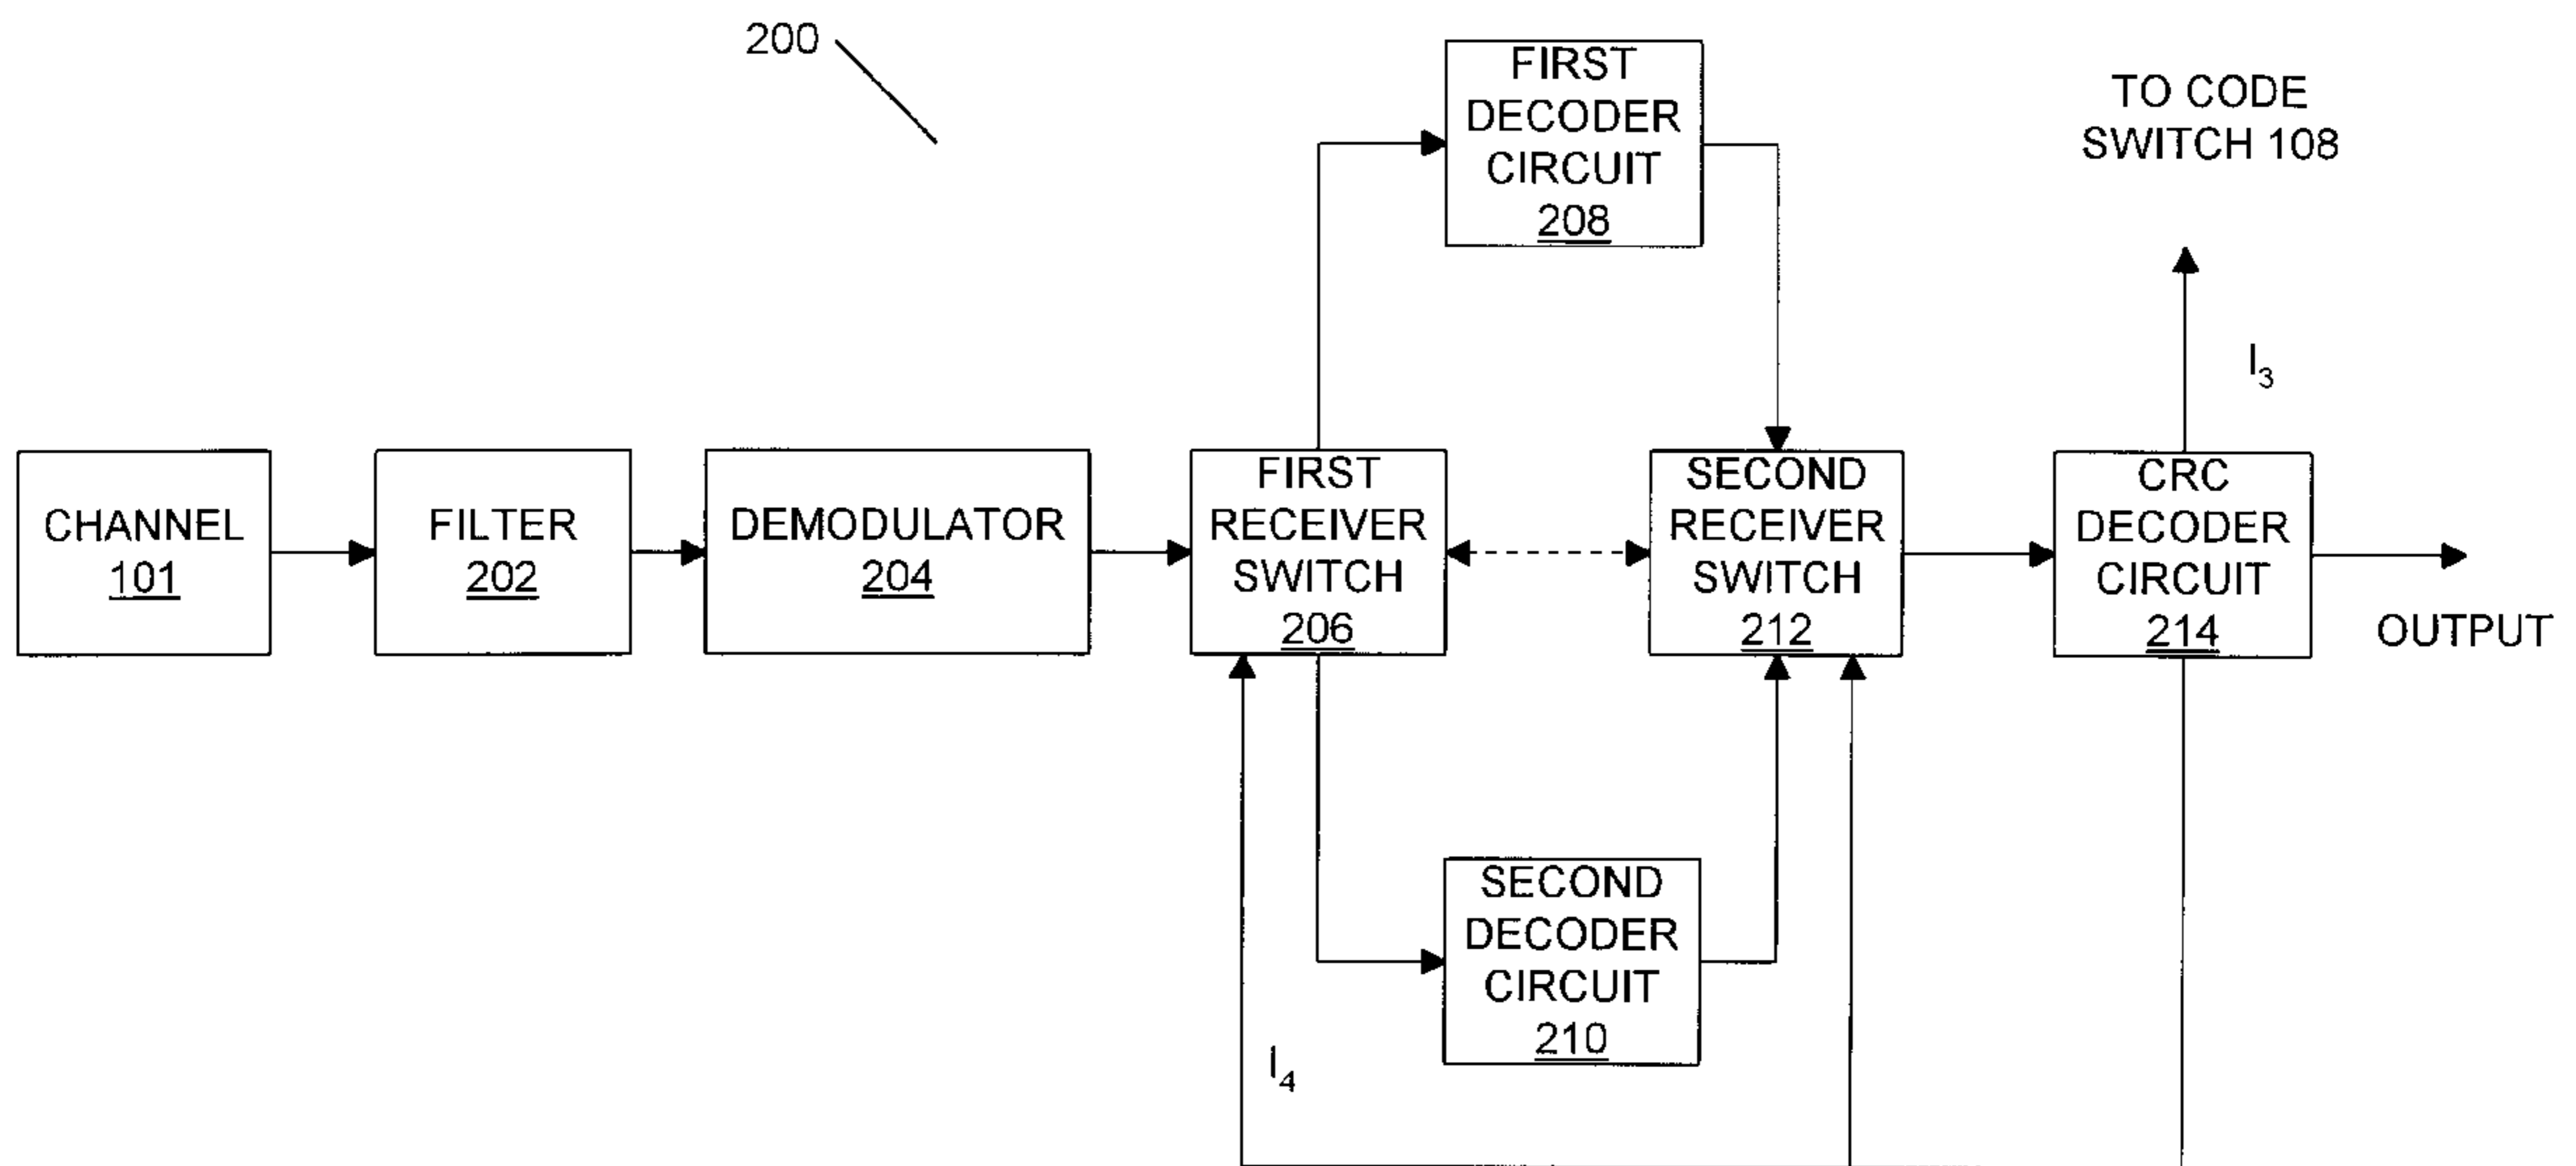 200
FIRST
DECODER
CIRCUIT
208
TO CODE
SWITCH 108
I3
CHANNEL
101
FILTER
202
DEMODULATOR
204
FIRST
RECEIVER
SWITCH
206
SECOND
RECEIVER
SWITCH
212
CRC
DECODER
CIRCUIT
214
OUTPUT
SECOND
DECODER
CIRCUIT
210
I4